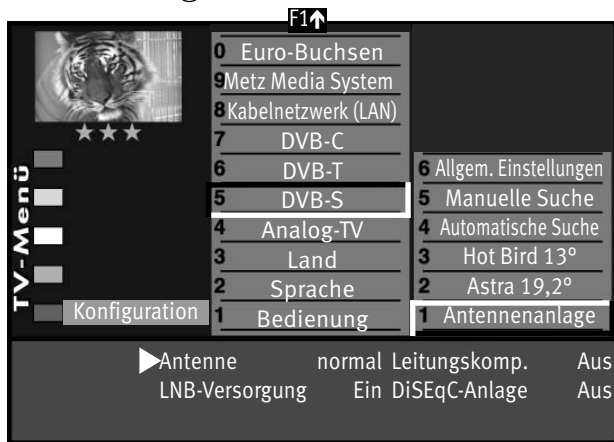 F1↑
0 Euro-Buchsen
9 Metz Media System
8 Kabelnetzwerk (LAN)
7 DVB-C
6 DVB-T
5 DVB-S
4 Analog-TV
3 Land
2 Sprache
1 Bedienung
6 Allgem. Einstellungen
5 Manuelle Suche
4 Automatische Suche
3 Hot Bird 13°
2 Astra 19,2°
1 Antennenanlage
TV-Menü
Konfiguration
Antenne normal Leitungskomp. Aus
LNB-Versorgung Ein DiSEqC-Anlage Aus